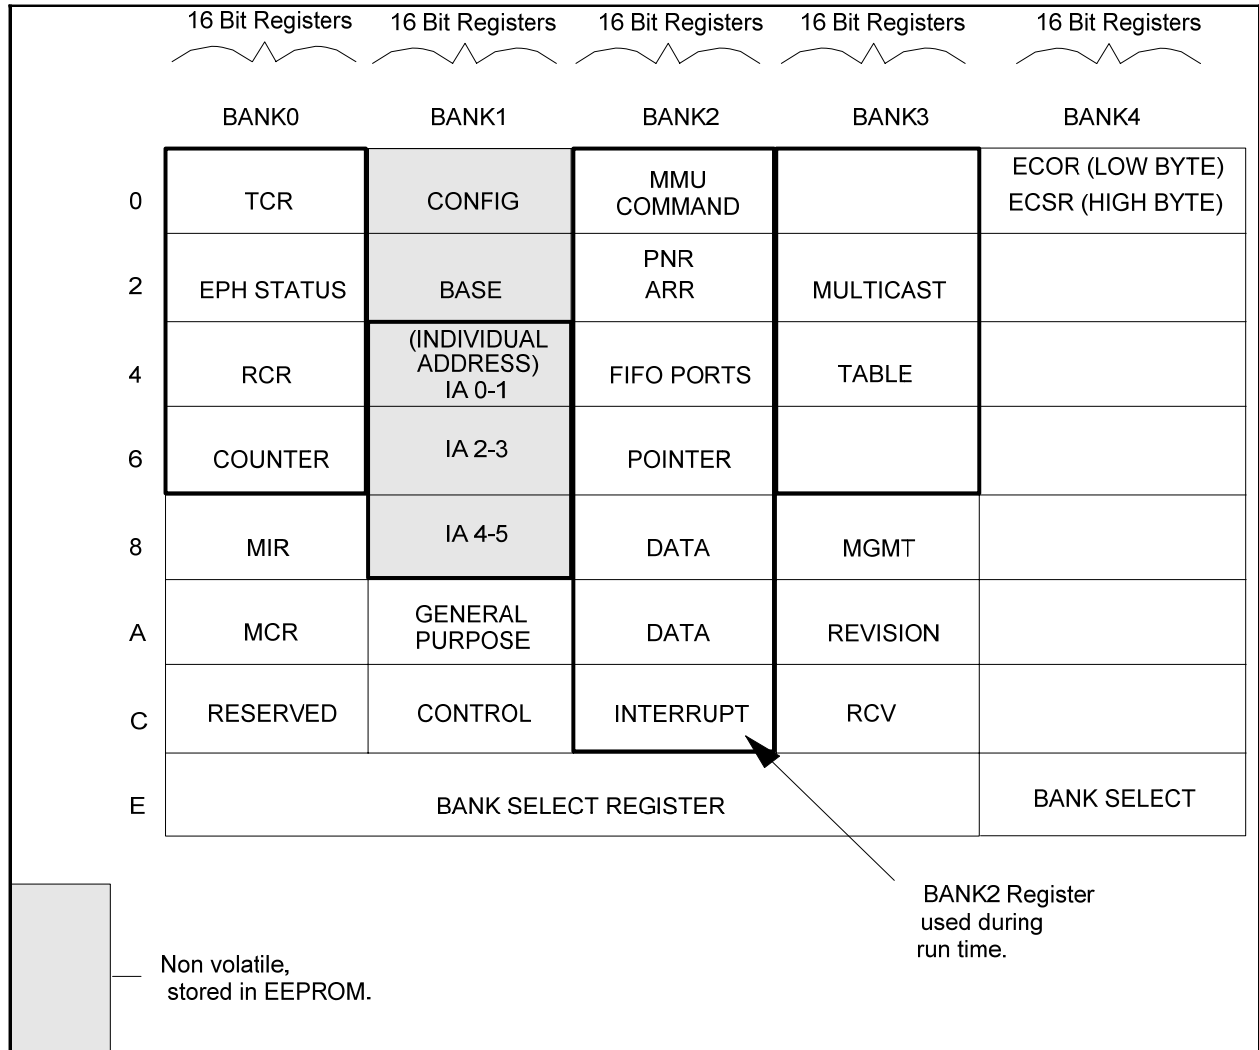 16 Bit Registers 16 Bit Registers 16 Bit Registers 16 Bit Registers 16 Bit Registers
BANK0 BANK1 BANK2 BANK3 BANK4
0 TCR CONFIG MMU COMMAND ECOR (LOW BYTE) ECSR (HIGH BYTE)
2 EPH STATUS BASE PNR ARR MULTICAST
4 RCR (INDIVIDUAL ADDRESS) IA 0-1 FIFO PORTS TABLE
6 COUNTER IA 2-3 POINTER
8 MIR IA 4-5 DATA MGMT
A MCR GENERAL PURPOSE DATA REVISION
C RESERVED CONTROL INTERRUPT RCV
E BANK SELECT REGISTER BANK SELECT
BANK2 Register
used during
run time.
Non volatile,
stored in EEPROM.